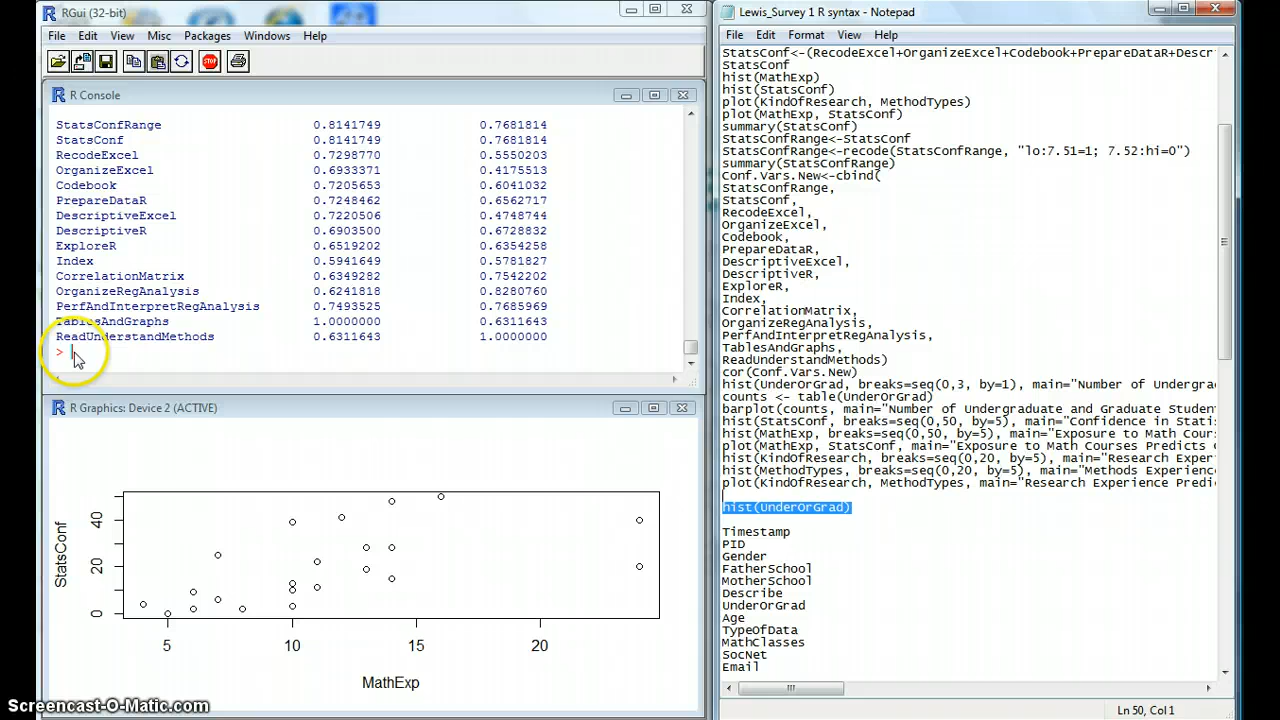 RGui (32-bit)
File Edit View Misc Packages Windows Help
STOP
R Console
StatsConfRange 0.8141749 0.7681814
StatsConf 0.8141749 0.7681814
RecodeExcel 0.7298770 0.5550203
OrganizeExcel 0.6933371 0.4175513
Codebook 0.7205653 0.6041032
PrepareDataR 0.7248462 0.6562717
DescriptiveExcel 0.7220506 0.4748744
DescriptiveR 0.6903500 0.6728832
ExploreR 0.6519202 0.6354258
Index 0.5941649 0.5781827
CorrelationMatrix 0.6349282 0.7542202
OrganizeRegAnalysis 0.6241818 0.8280760
PerfAndInterpretRegAnalysis 0.7493525 0.7685969
TablesAndGraphs 1.0000000 0.6311643
ReadUnderstandMethods 0.6311643 1.0000000
>
R Graphics: Device 2 (ACTIVE)
StatsConf
40
20
0
5 10 15 20
MathExp
Screencast-O-Matic.com
Lewis_Survey 1 R syntax - Notepad
File Edit Format View Help
StatsConf<-(RecodeExcel+OrganizeExcel+Codebook+PrepareDataR+Descr
StatsConf
hist(MathExp)
hist(StatsConf)
plot(KindOfResearch, MethodTypes)
plot(MathExp, StatsConf)
summary(StatsConf)
StatsConfRange<-StatsConf
StatsConfRange<-recode(StatsConfRange, "lo:7.51=1; 7.52:hi=0")
summary(StatsConfRange)
Conf.Vars.New<-cbind(
StatsConfRange,
StatsConf,
RecodeExcel,
OrganizeExcel,
Codebook,
PrepareDataR,
DescriptiveExcel,
DescriptiveR,
ExploreR,
Index,
CorrelationMatrix,
OrganizeRegAnalysis,
PerfAndInterpretRegAnalysis,
TablesAndGraphs,
ReadUnderstandMethods)
cor(Conf.Vars.New)
hist(UnderOrGrad, breaks=seq(0,3, by=1), main="Number of Undergrad
counts <- table(UnderOrGrad)
barplot(counts, main="Number of Undergraduate and Graduate Student
hist(StatsConf, breaks=seq(0,50, by=5), main="Confidence in Statis
hist(MathExp, breaks=seq(0,50, by=5), main="Exposure to Math Cours
plot(MathExp, StatsConf, main="Exposure to Math Courses Predicts C
hist(KindOfResearch, breaks=seq(0,20, by=5), main="Research Exper
hist(MethodTypes, breaks=seq(0,20, by=5), main="Methods Experience
plot(KindOfResearch, MethodTypes, main="Research Experience Predic
hist(UnderOrGrad)
Timestamp
PID
Gender
FatherSchool
MotherSchool
Describe
UnderOrGrad
Age
TypeOfData
MathClasses
SocNet
Email
Ln 50, Col 1